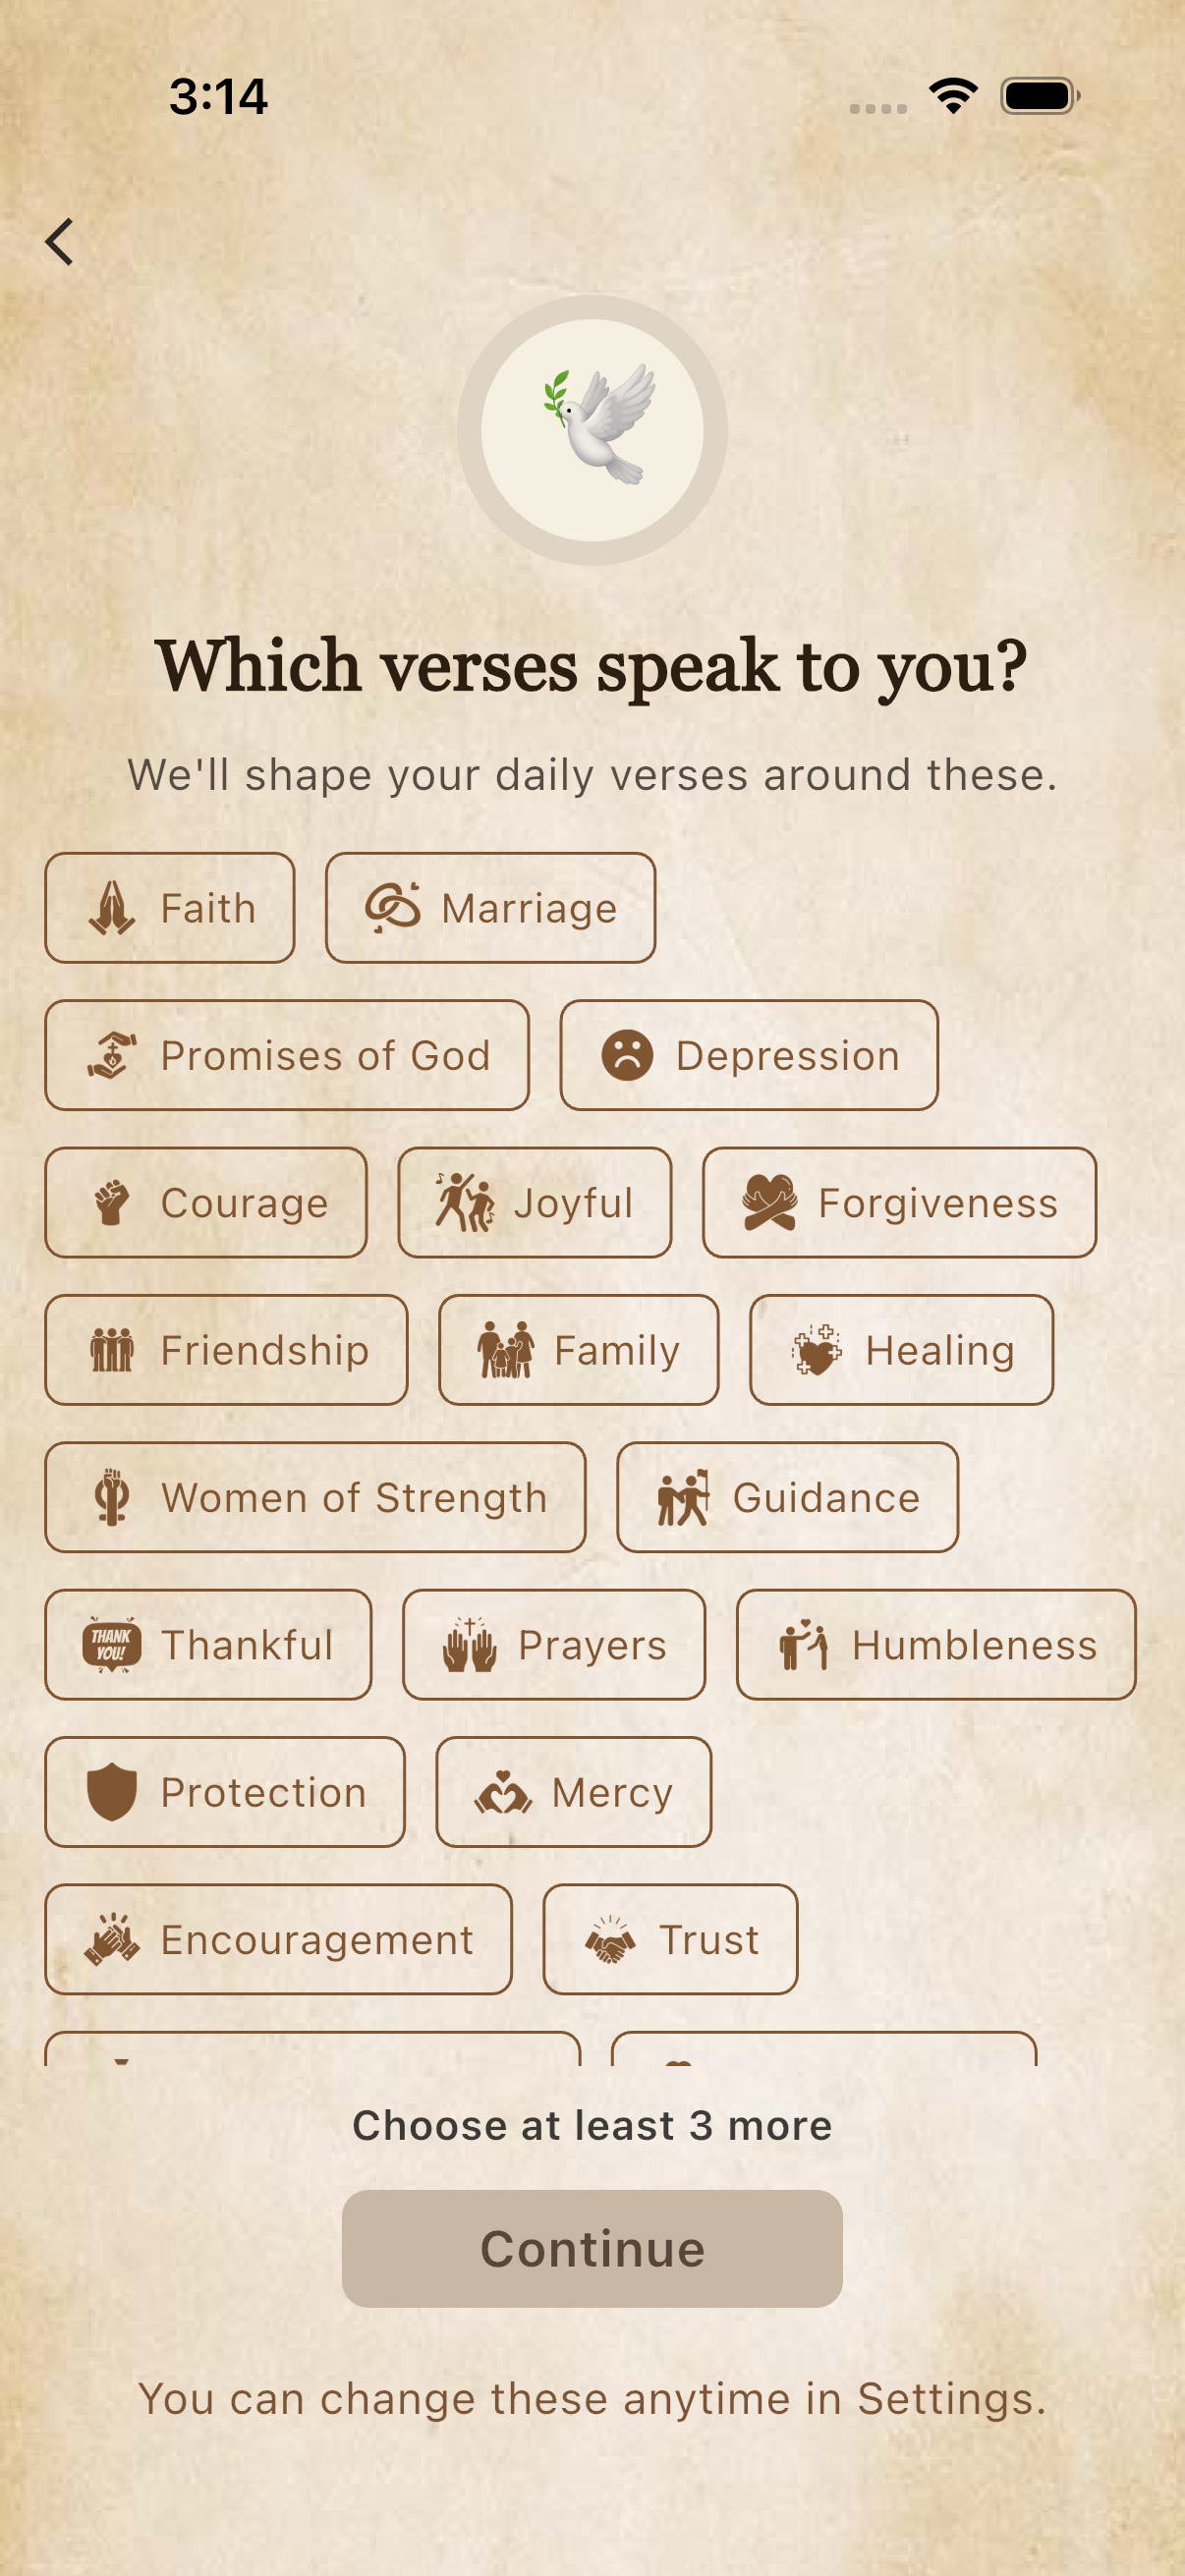 3:14
Which verses speak to you?
We'll shape your daily verses around these.
Faith Marriage
Promises of God Depression
Courage Joyful Forgiveness
Friendship Family Healing
Women of Strength Guidance
THANK
YOU!
Thankful Prayers Humbleness
Protection Mercy
Encouragement Trust
Choose at least 3 more
Continue
You can change these anytime in Settings.